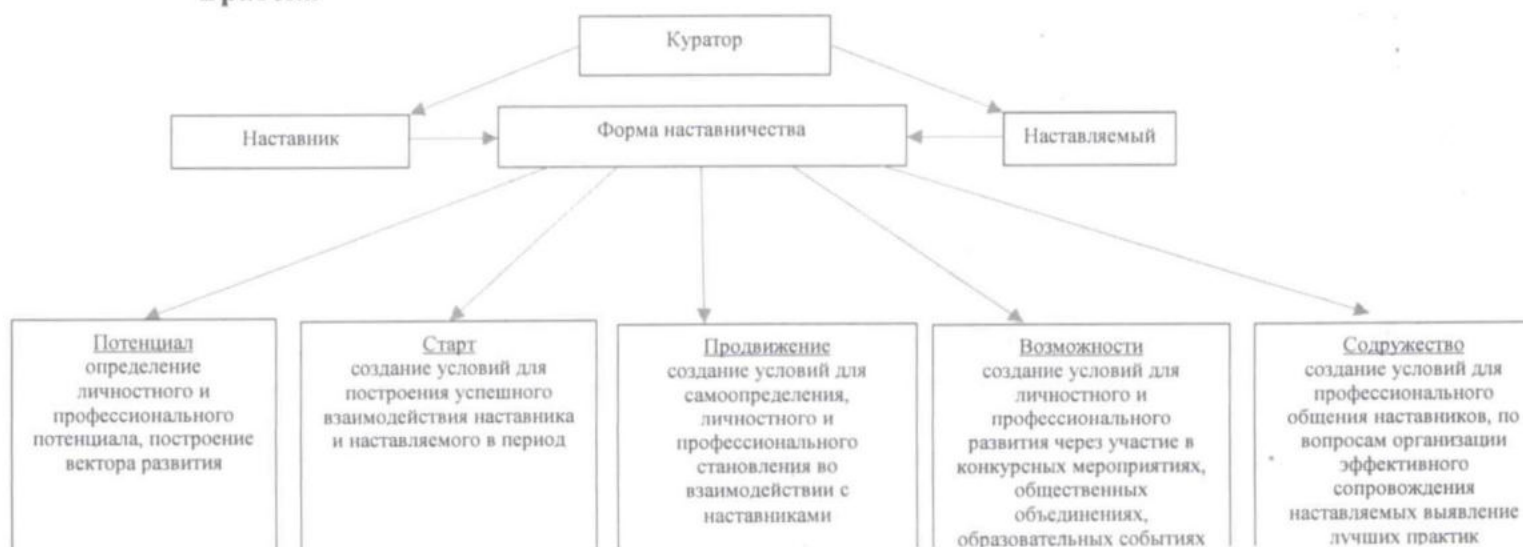 Куратор
Наставник
Форма наставничества
Наставляемый
Потенциал
определение
личностного и
профессионального
потенциала, построение
вектора развития
Старт
создание условий для
построения успешного
взаимодействия наставника
и наставляемого в период
Продвижение
создание условий для
самоопределения,
личностного и
профессионального
становления во
взаимодействии с
наставниками
Возможности
создание условий для
личностного и
профессионального
развития через участие в
конкурсных мероприятиях,
общественных
объединениях,
образовательных событиях
Содружество
создание условий для
профессионального
общения наставников, по
вопросам организации
эффективного
сопровождения
наставляемых выявление
лучших практик